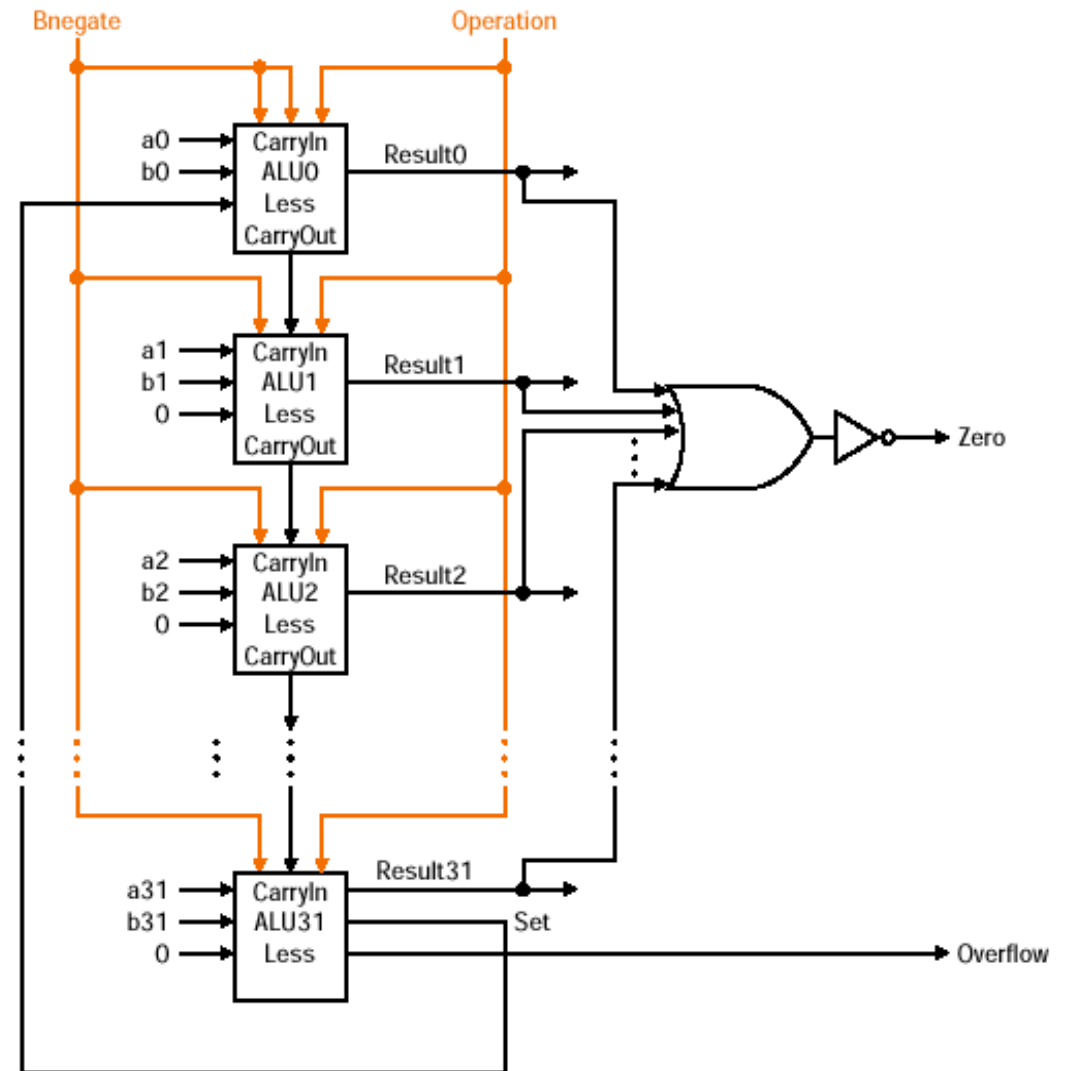 Bnegate
Operation
a0
b0
CarryIn
ALU0
Less
CarryOut
Result0
a1
b1
0
CarryIn
ALU1
Less
CarryOut
Result1
Zero
a2
b2
0
CarryIn
ALU2
Less
CarryOut
Result2
a31
b31
0
CarryIn
ALU31
Less
Result31
Set
Overflow